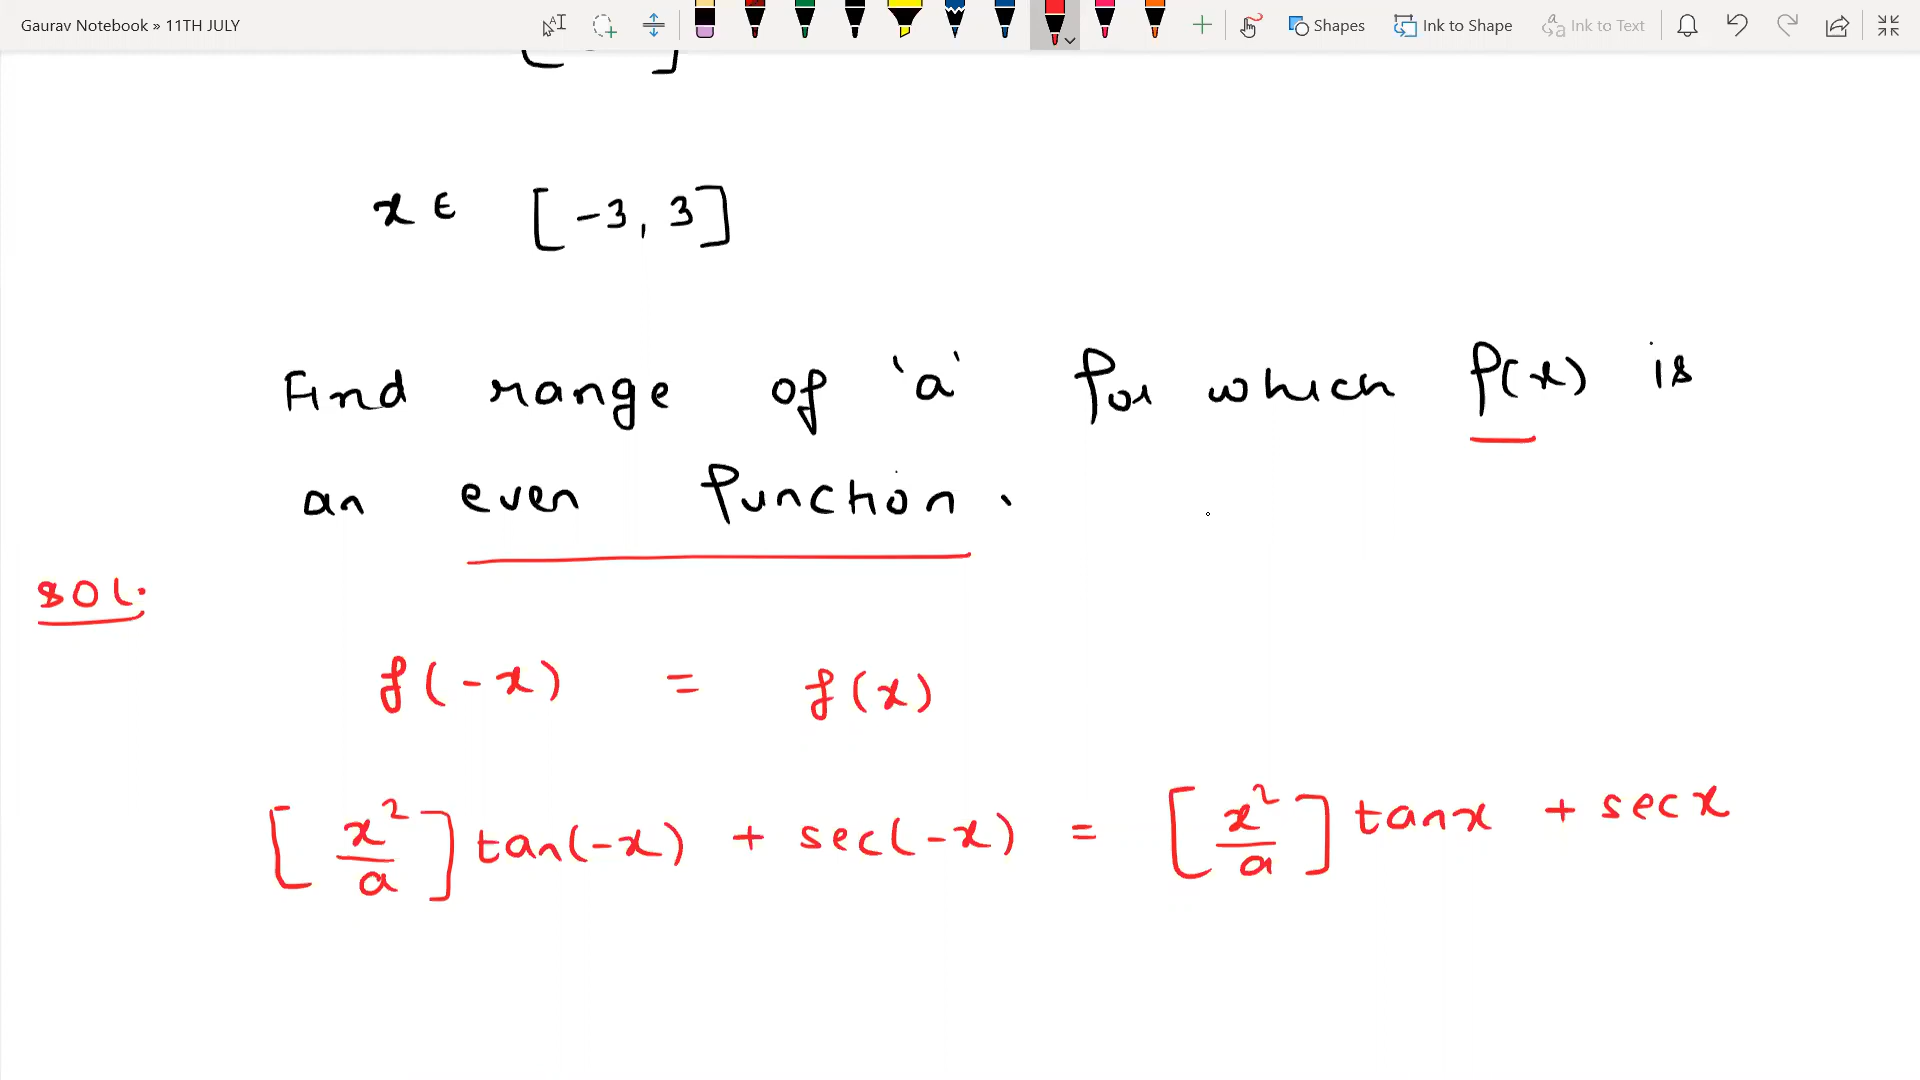 Gaurav Notebook » 11TH JULY
Shapes
Ink to Shape
Ink to Text
x ∈ [-3, 3]
Find range of 'a' for which f(x) is
an even function.
SOL.
f(-x) = f(x)
[x²/a] tan(-x) + sec(-x) = [x²/a] tanx + secx